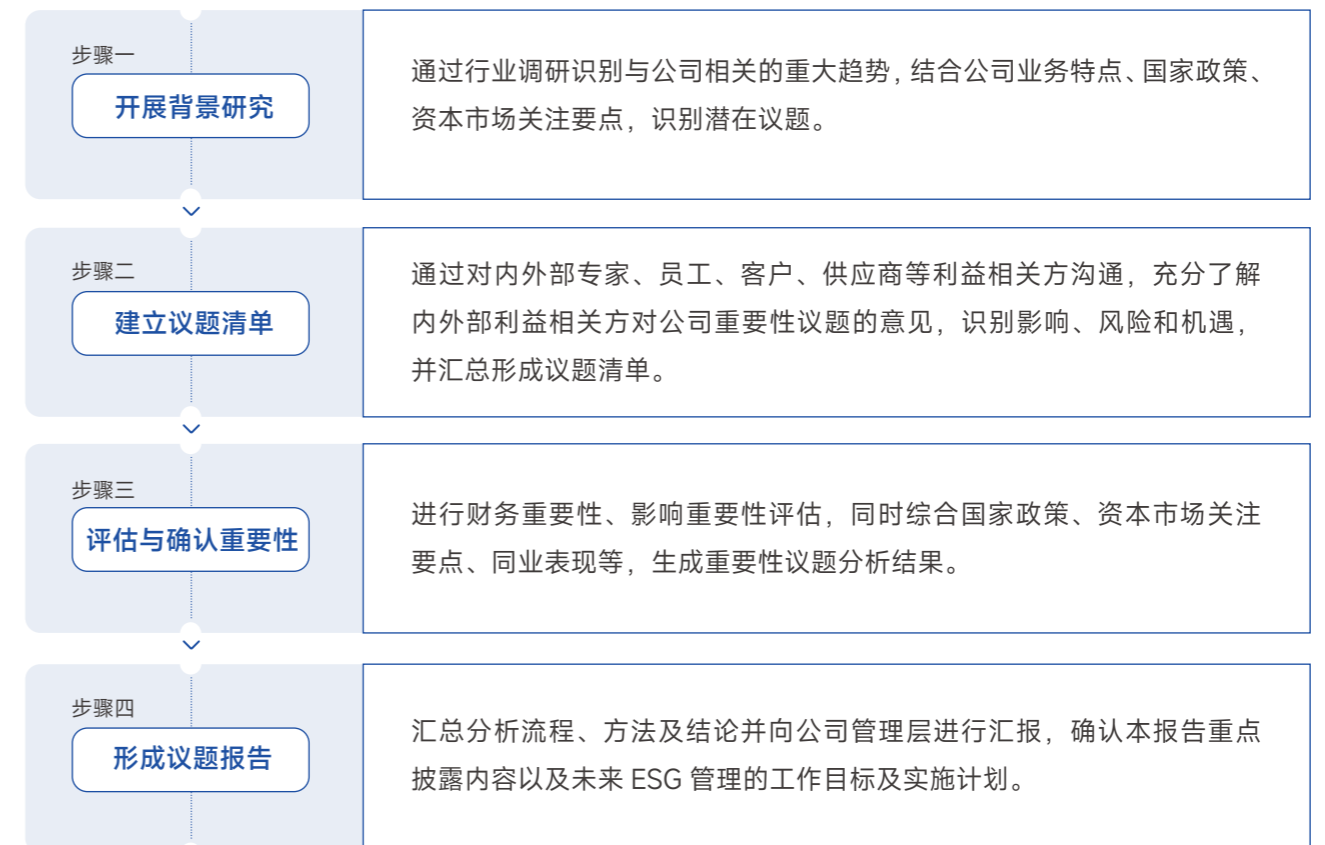 步骤一
开展背景研究
通过行业调研识别与公司相关的重大趋势，结合公司业务特点、国家政策、
资本市场关注要点，识别潜在议题。
步骤二
建立议题清单
通过对内外部专家、员工、客户、供应商等利益相关方沟通，充分了解
内外部利益相关方对公司重要性议题的意见，识别影响、风险和机遇，
并汇总形成议题清单。
步骤三
评估与确认重要性
进行财务重要性、影响重要性评估，同时综合国家政策、资本市场关注
要点、同业表现等，生成重要性议题分析结果。
步骤四
形成议题报告
汇总分析流程、方法及结论并向公司管理层进行汇报，确认本报告重点
披露内容以及未来 ESG 管理的工作目标及实施计划。